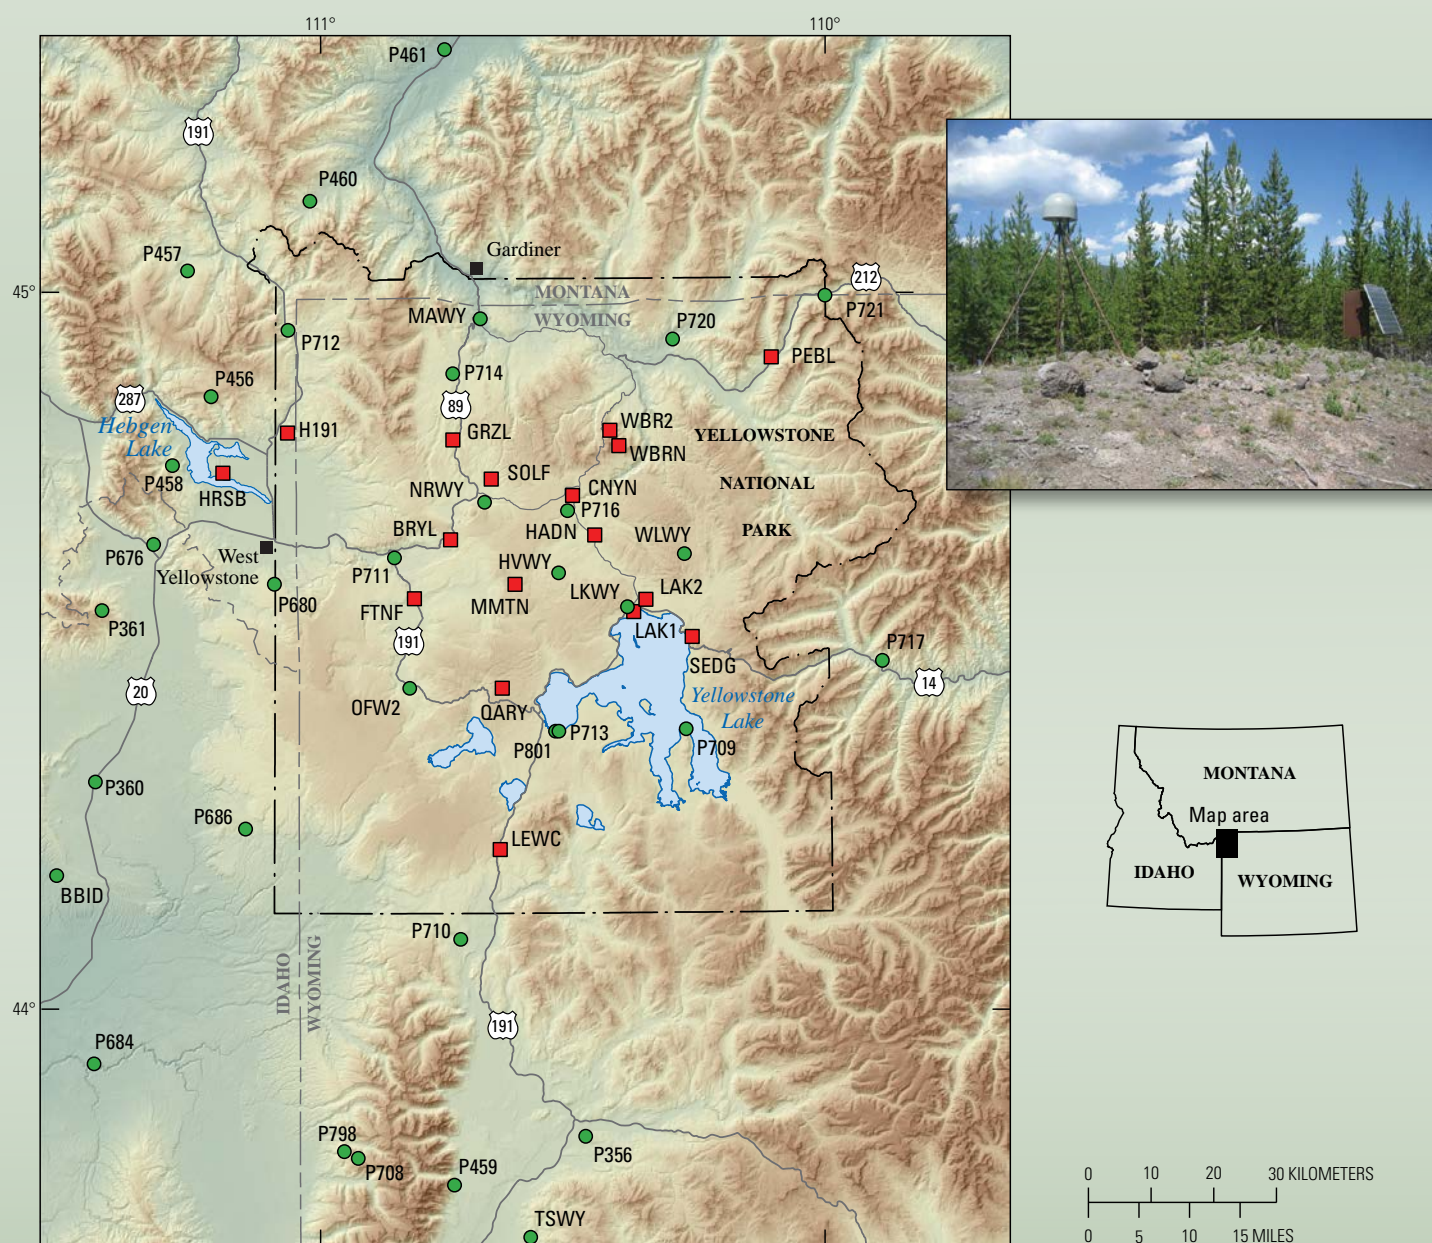 111°
110°
P461
191
P460
P457
Gardiner
212
45°
MONTANA
WYOMING
P721
MAWY
P720
P712
PEBL
P714
P456
287
89
Hebgen
Lake
H191
GRZL
WBR2
YELLOWSTONE
WBRN
P458
HRSB
SOLF
NRWY
CNYN
NATIONAL
P716
BRYL
HADN
WLWY
PARK
P676
West
Yellowstone
P711
HVWY
LKWY
LAK2
P680
FTNF
MMTN
P361
191
LAK1
P717
SEDG
14
20
OFW2
QARY
Yellowstone
Lake
P801
P713
P709
MONTANA
P360
P686
Map area
LEWC
IDAHO
WYOMING
BBID
P710
IDAHO
WYOMING
44°
191
P684
P798
P708
P459
P356
TSWY
0 10 20 30 KILOMETERS
0 5 10 15 MILES